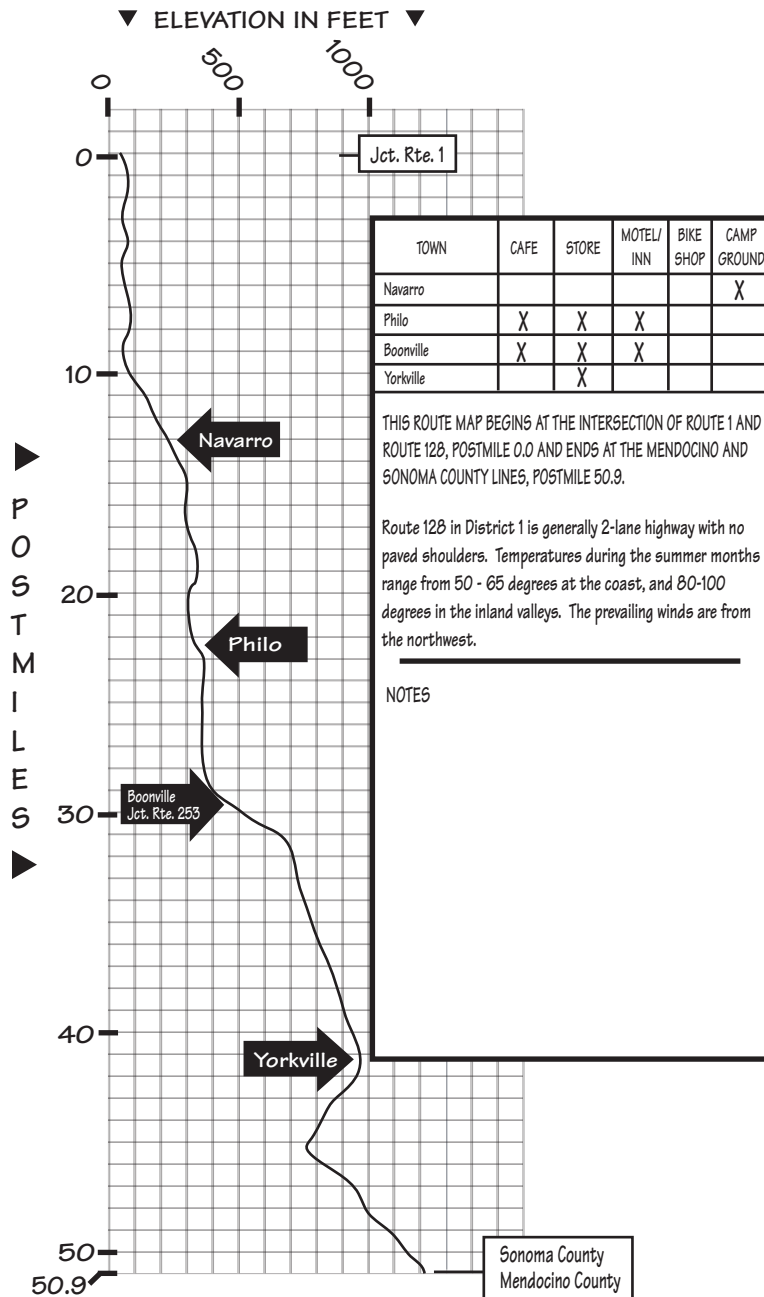 ▼ ELEVATION IN FEET ▼
0 500 1000
0
Jct. Rte. 1
TOWN CAFE STORE MOTEL/ INN BIKE SHOP CAMP GROUND
Navarro X
Philo X X X
Boonville X X X
Yorkville X
10
THIS ROUTE MAP BEGINS AT THE INTERSECTION OF ROUTE 1 AND
ROUTE 128, POSTMILE 0.0 AND ENDS AT THE MENDOCINO AND
SONOMA COUNTY LINES, POSTMILE 50.9.
Navarro
Route 128 in District 1 is generally 2-lane highway with no
paved shoulders. Temperatures during the summer months
range from 50 - 65 degrees at the coast, and 80-100
degrees in the inland valleys. The prevailing winds are from
the northwest.
▶ POSTMILES ▶
20
Philo
NOTES
Boonville
Jct. Rte. 253
30
40
Yorkville
50
50.9
Sonoma County
Mendocino County